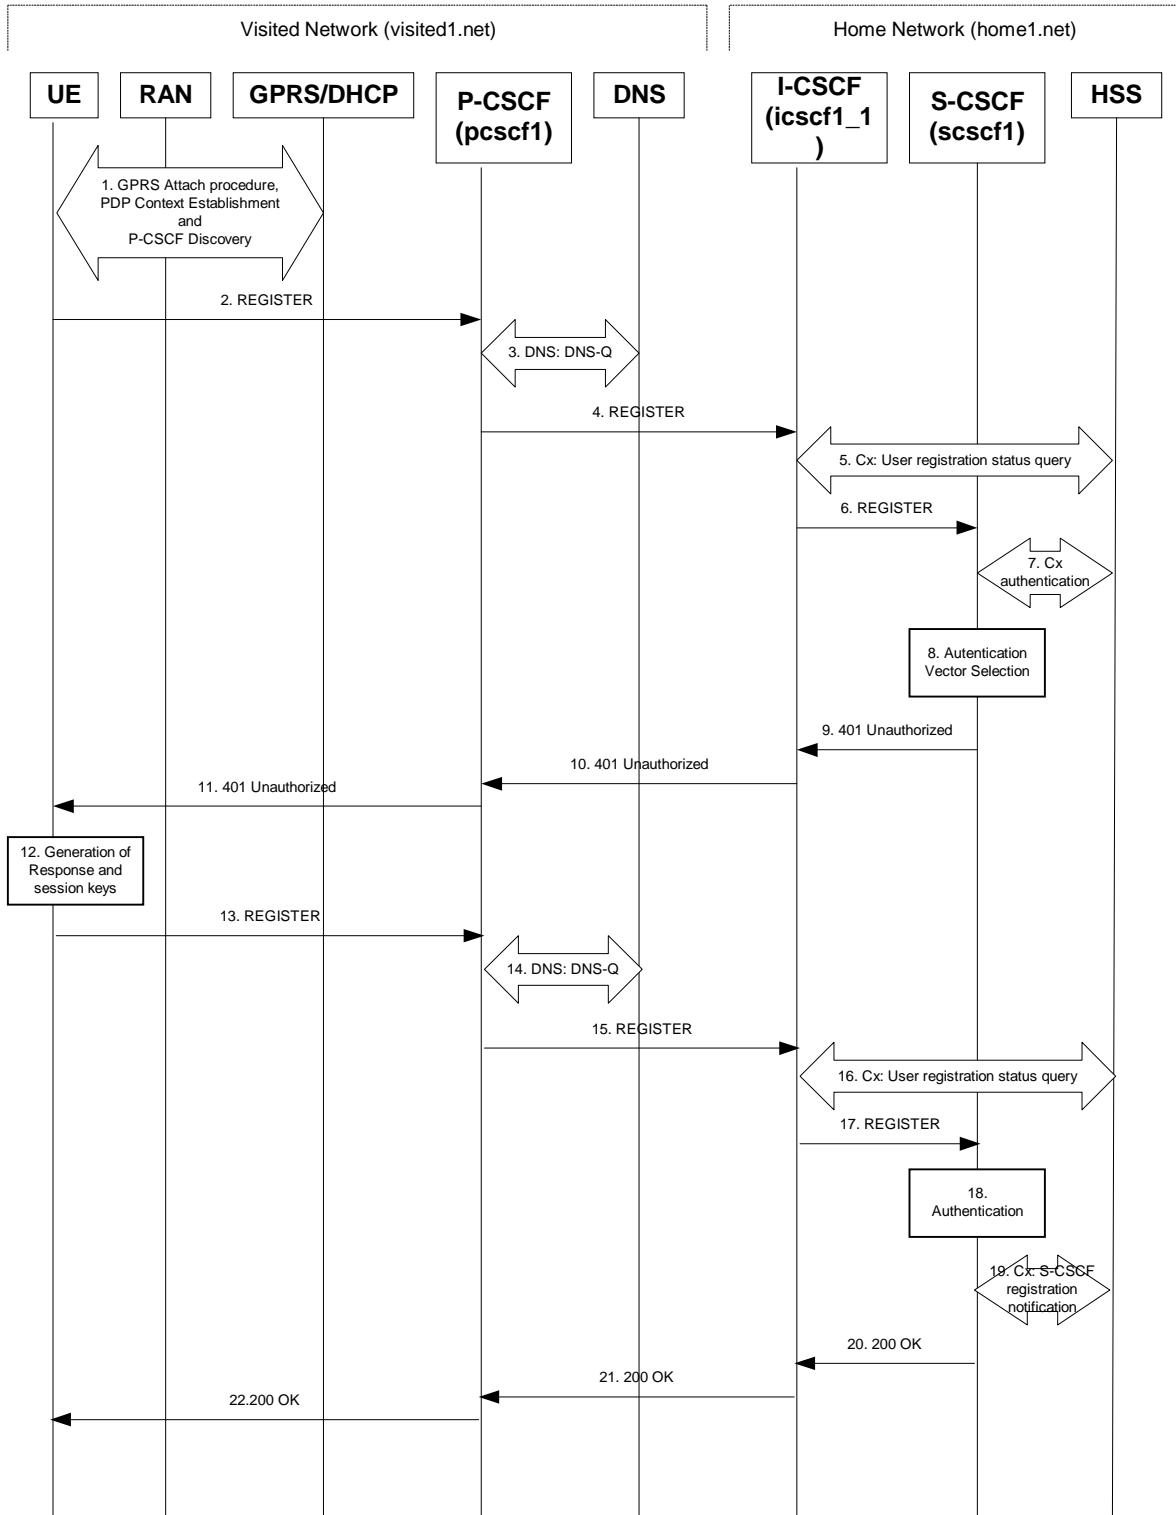 Visited Network (visited1.net)
Home Network (home1.net)
UE
RAN
GPRS/DHCP
P-CSCF
(pcscf1)
DNS
I-CSCF
(icscf1_1
)
S-CSCF
(scscf1)
HSS
1. GPRS Attach procedure,
PDP Context Establishment
and
P-CSCF Discovery
2. REGISTER
3. DNS: DNS-Q
4. REGISTER
5. Cx: User registration status query
6. REGISTER
7. Cx
authentication
8. Autentication
Vector Selection
9. 401 Unauthorized
10. 401 Unauthorized
11. 401 Unauthorized
12. Generation of
Response and
session keys
13. REGISTER
14. DNS: DNS-Q
15. REGISTER
16. Cx: User registration status query
17. REGISTER
18.
Authentication
19. Cx: S-CSCF
registration
notification
20. 200 OK
21. 200 OK
22.200 OK